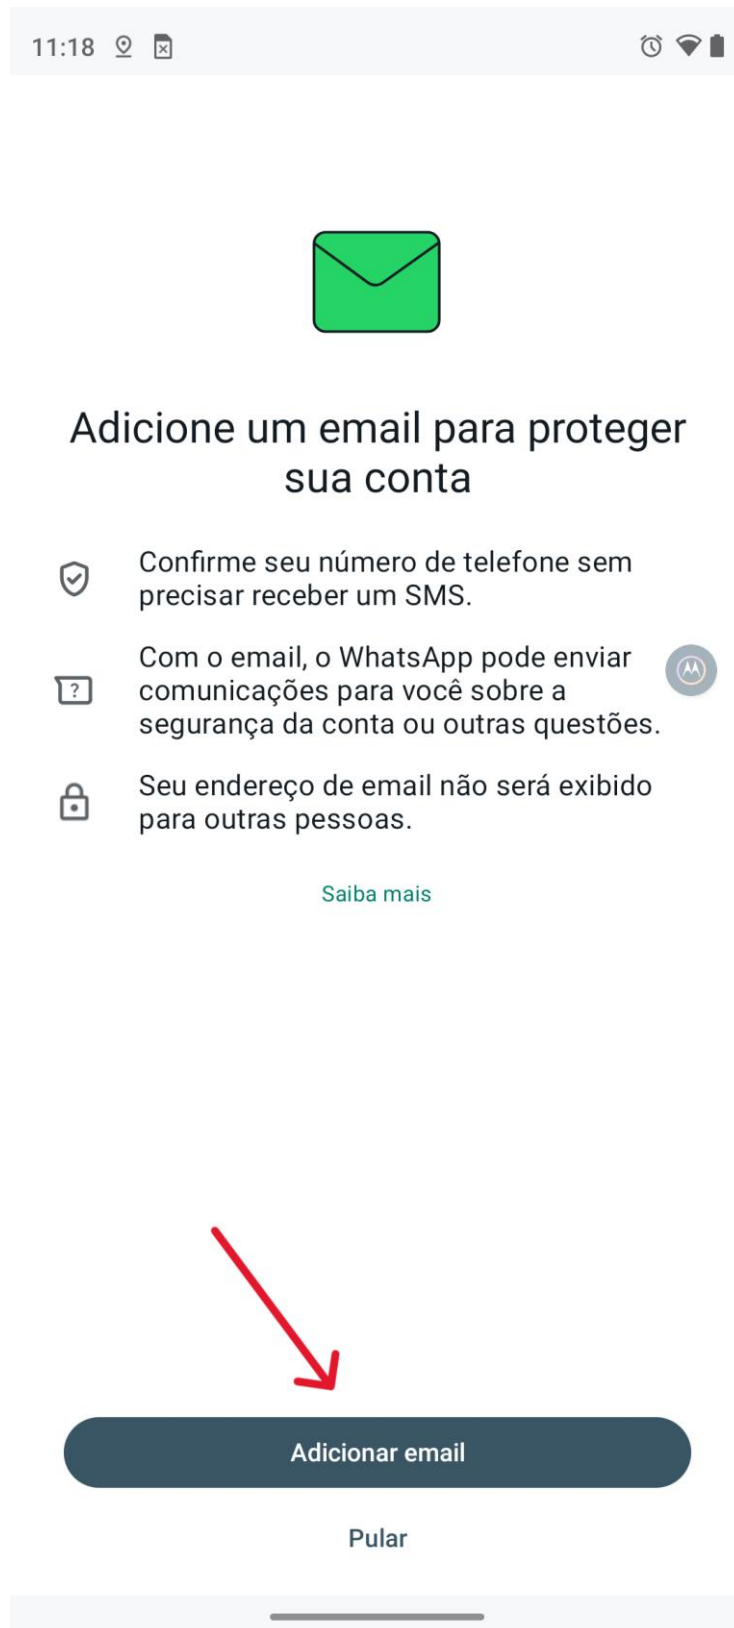 11:18
Adicione um email para proteger
sua conta
Confirme seu número de telefone sem
precisar receber um SMS.
Com o email, o WhatsApp pode enviar
comunicações para você sobre a
segurança da conta ou outras questões.
Seu endereço de email não será exibido
para outras pessoas.
Saiba mais
Adicionar email
Pular